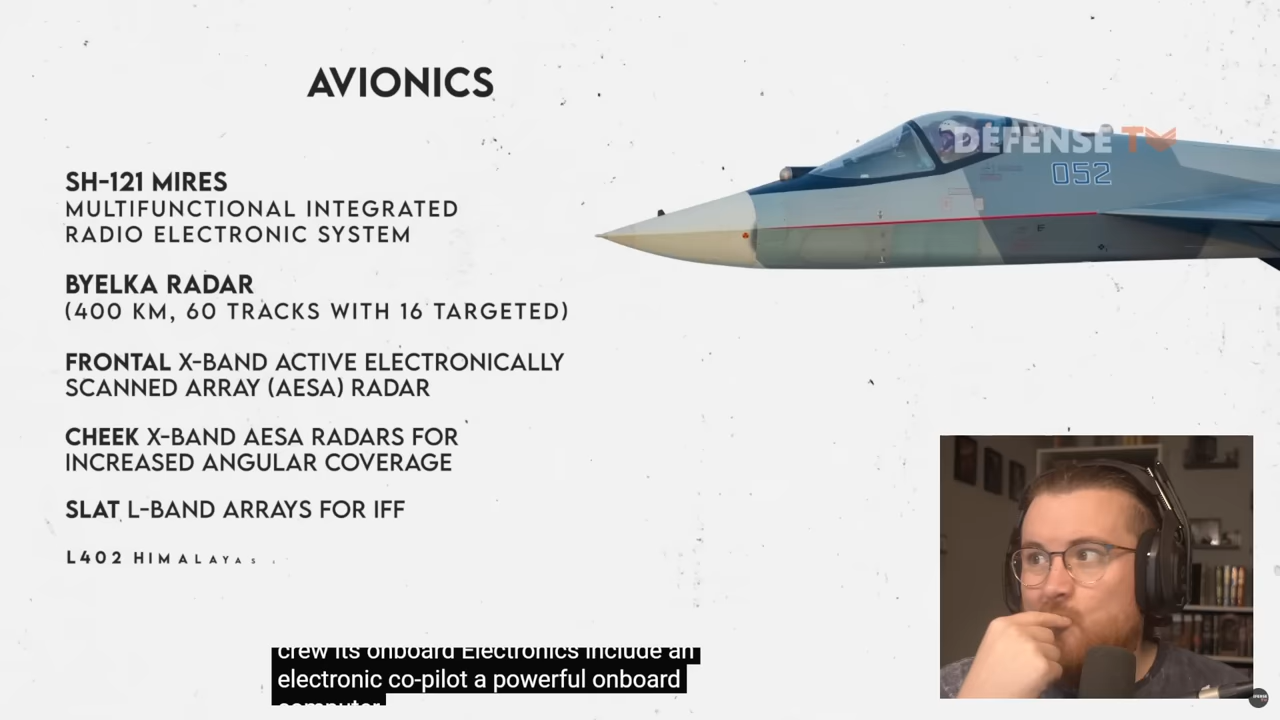 AVIONICS
SH-121 MIRES
MULTIFUNCTIONAL INTEGRATED
RADIO ELECTRONIC SYSTEM
BYELKA RADAR
(400 KM, 60 TRACKS WITH 16 TARGETED)
FRONTAL X-BAND ACTIVE ELECTRONICALLY
SCANNED ARRAY (AESA) RADAR
CHEEK X-BAND AESA RADARS FOR
INCREASED ANGULAR COVERAGE
SLAT L-BAND ARRAYS FOR IFF
L402 HIMALAYAS
DEFENSE TV
052
F
crew its onboard Electronics include an
electronic co-pilot a powerful onboard
computer